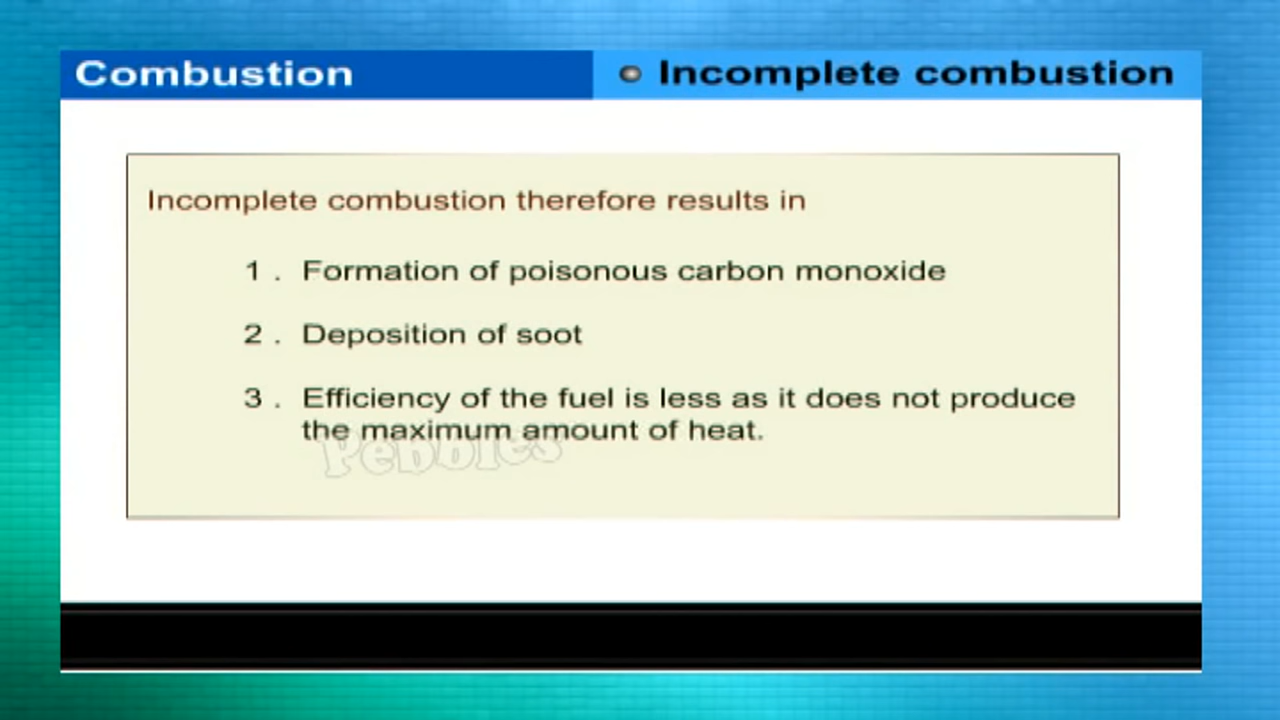 Combustion
Incomplete combustion
Incomplete combustion therefore results in
1 . Formation of poisonous carbon monoxide
2 . Deposition of soot
3 . Efficiency of the fuel is less as it does not produce
the maximum amount of heat.
Pebbles